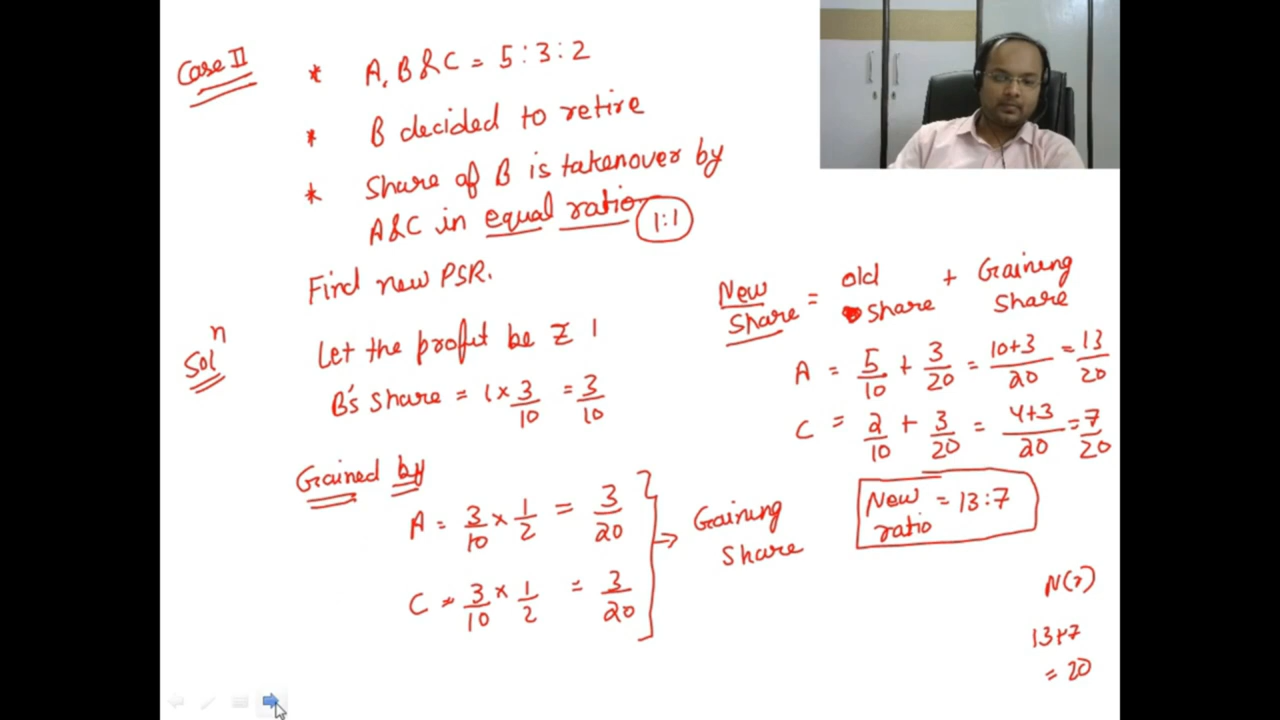 Case II
* A, B & C = 5 : 3 : 2
* B decided to retire
* Share of B is takenover by
A&C in equal ratio 1:1
Find new PSR.
Solⁿ
Let the profit be ₹ 1
B's share = 1 × 3/10 = 3/10
Gained by
A = 3/10 × 1/2 = 3/20
C = 3/10 × 1/2 = 3/20
Gaining
Share
New Share = old share + Gaining Share
A = 5/10 + 3/20 = 10+3/20 = 13/20
C = 2/10 + 3/20 = 4+3/20 = 7/20
New ratio = 13:7
13+7
= 20